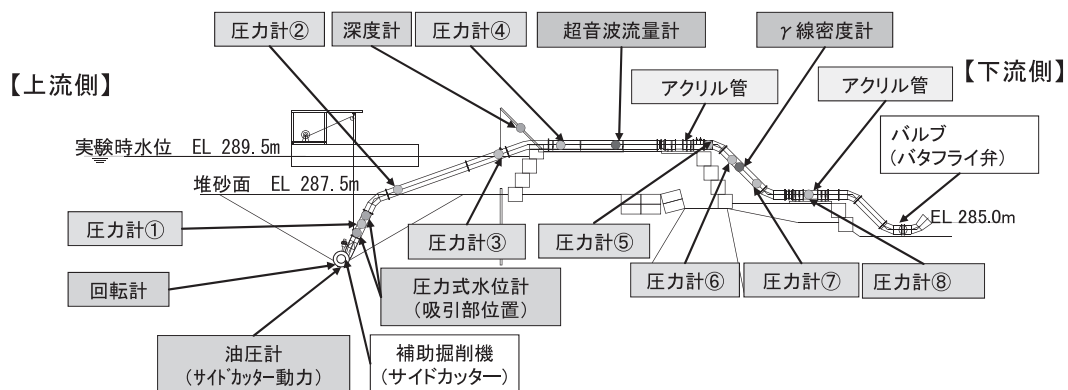 圧力計②
深度計
圧力計④
超音波流量計
γ線密度計
【上流側】
【下流側】
アクリル管
アクリル管
バルブ
(バタフライ弁)
実験時水位 EL 289.5m
堆砂面 EL 287.5m
EL 285.0m
圧力計①
圧力計③
圧力計⑤
圧力計⑥
圧力計⑦
圧力計⑧
回転計
圧力式水位計
(吸引部位置)
油圧計
(サイドカッター動力)
補助掘削機
(サイドカッター)